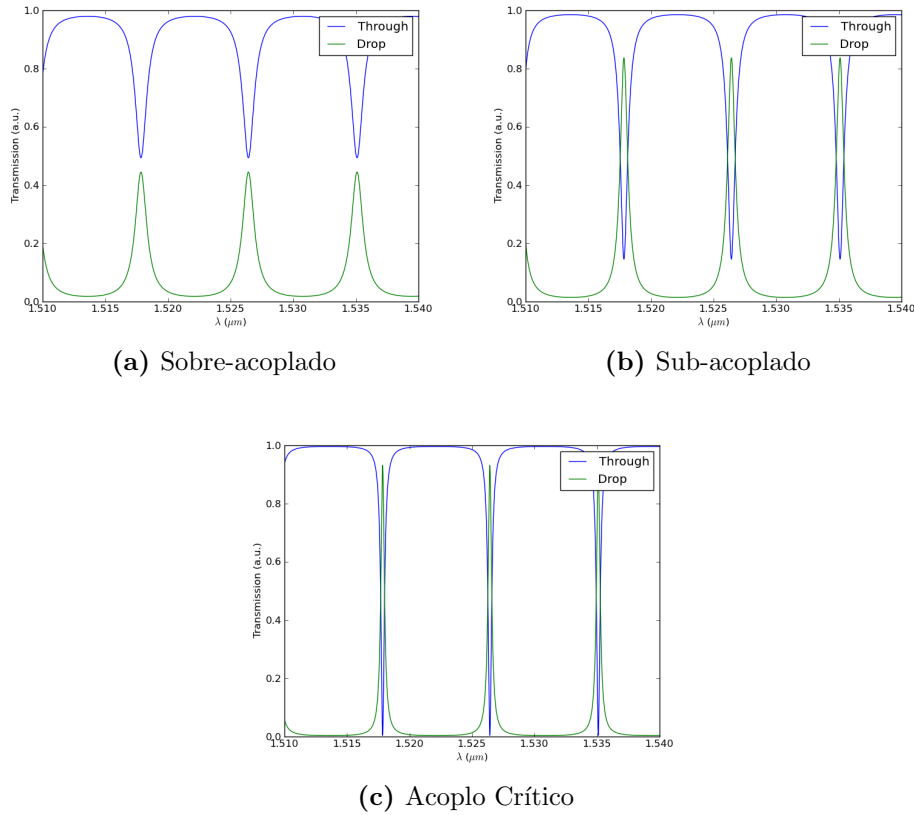 1.0
0.8
0.6
0.4
0.2
0.0
Transmission (a.u.)
Through
Drop
1.510 1.515 1.520 1.525 1.530 1.535 1.540
λ (μm)
(a) Sobre-acoplado
1.0
0.8
0.6
0.4
0.2
0.0
Transmission (a.u.)
Through
Drop
1.510 1.515 1.520 1.525 1.530 1.535 1.540
λ (μm)
(b) Sub-acoplado
1.0
0.8
0.6
0.4
0.2
0.0
Transmission (a.u.)
Through
Drop
1.510 1.515 1.520 1.525 1.530 1.535 1.540
λ (μm)
(c) Acoplo Crítico